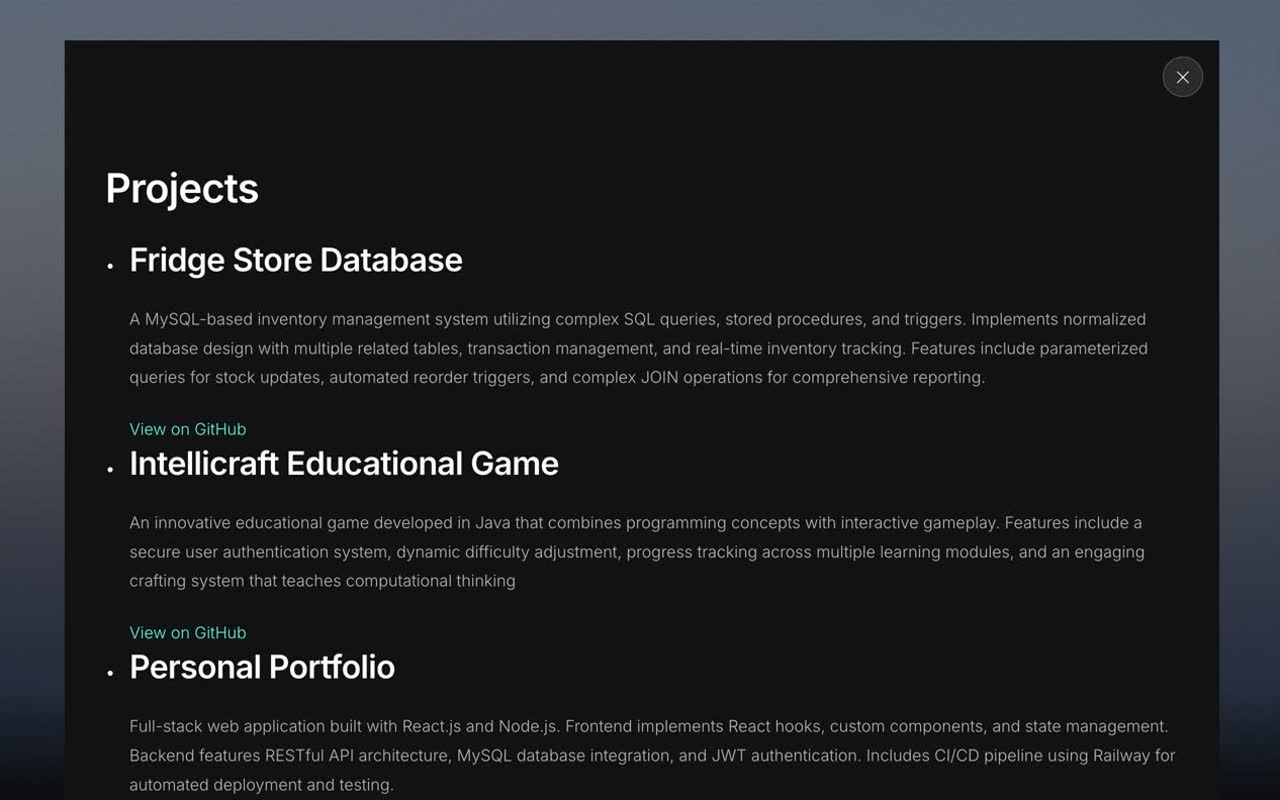 Projects
Fridge Store Database
A MySQL-based inventory management system utilizing complex SQL queries, stored procedures, and triggers. Implements normalized
database design with multiple related tables, transaction management, and real-time inventory tracking. Features include parameterized
queries for stock updates, automated reorder triggers, and complex JOIN operations for comprehensive reporting.
View on GitHub
Intellicraft Educational Game
An innovative educational game developed in Java that combines programming concepts with interactive gameplay. Features include a
secure user authentication system, dynamic difficulty adjustment, progress tracking across multiple learning modules, and an engaging
crafting system that teaches computational thinking
View on GitHub
Personal Portfolio
Full-stack web application built with React.js and Node.js. Frontend implements React hooks, custom components, and state management.
Backend features RESTful API architecture, MySQL database integration, and JWT authentication. Includes CI/CD pipeline using Railway for
automated deployment and testing.